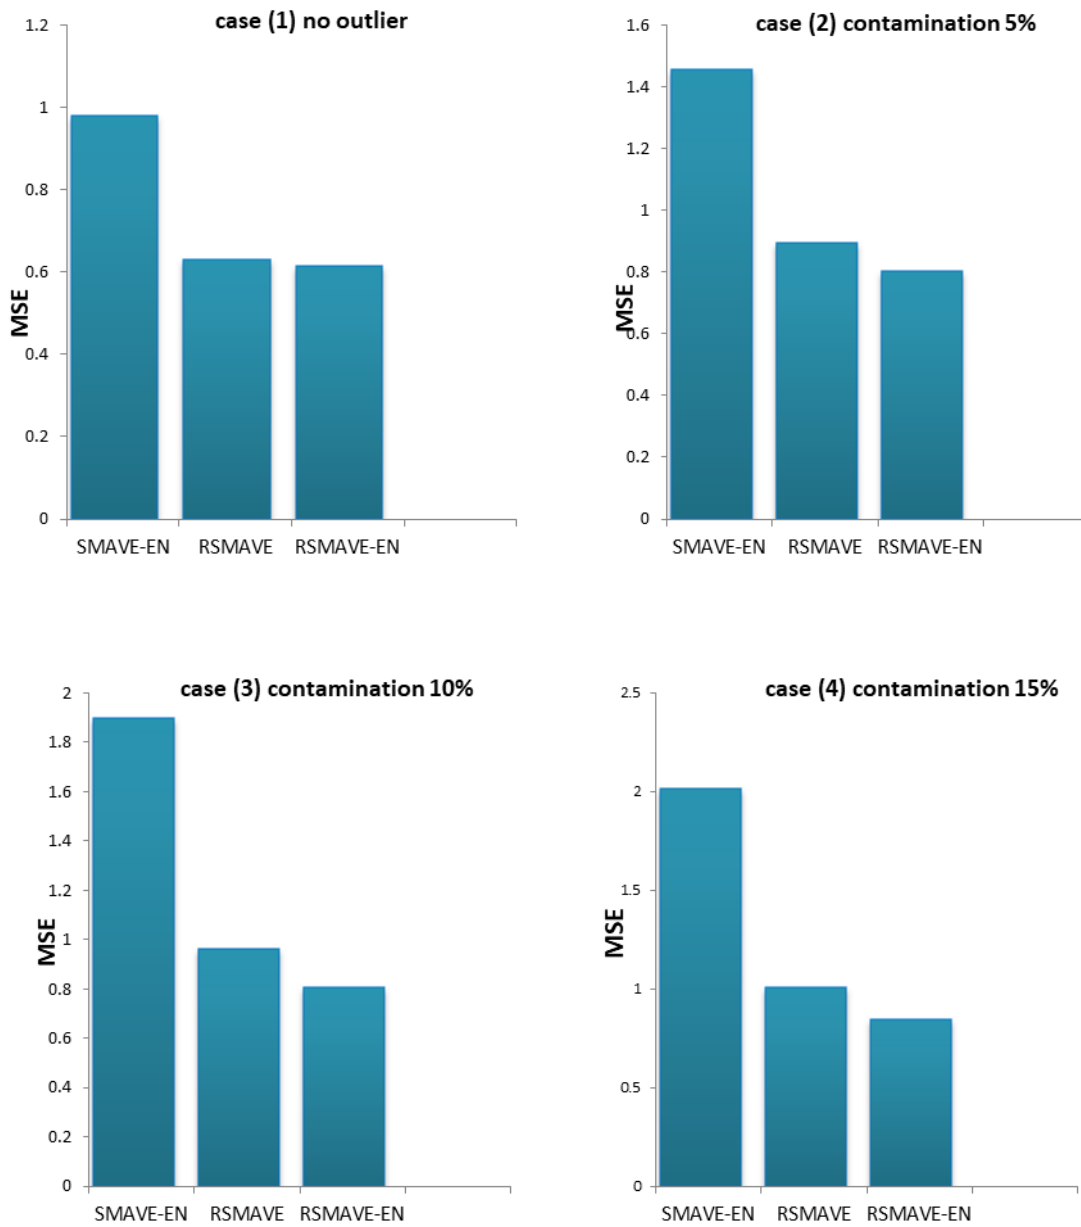 case (1) no outlier
1.2
1
0.8
0.6
0.4
0.2
0
MSE
SMAVE-EN RSMAVE RSMAVE-EN
case (2) contamination 5%
1.6
1.4
1.2
1
0.8
0.6
0.4
0.2
0
MSE
SMAVE-EN RSMAVE RSMAVE-EN
case (3) contamination 10%
2
1.8
1.6
1.4
1.2
1
0.8
0.6
0.4
0.2
0
MSE
SMAVE-EN RSMAVE RSMAVE-EN
case (4) contamination 15%
2.5
2
1.5
1
0.5
0
MSE
SMAVE-EN RSMAVE RSMAVE-EN